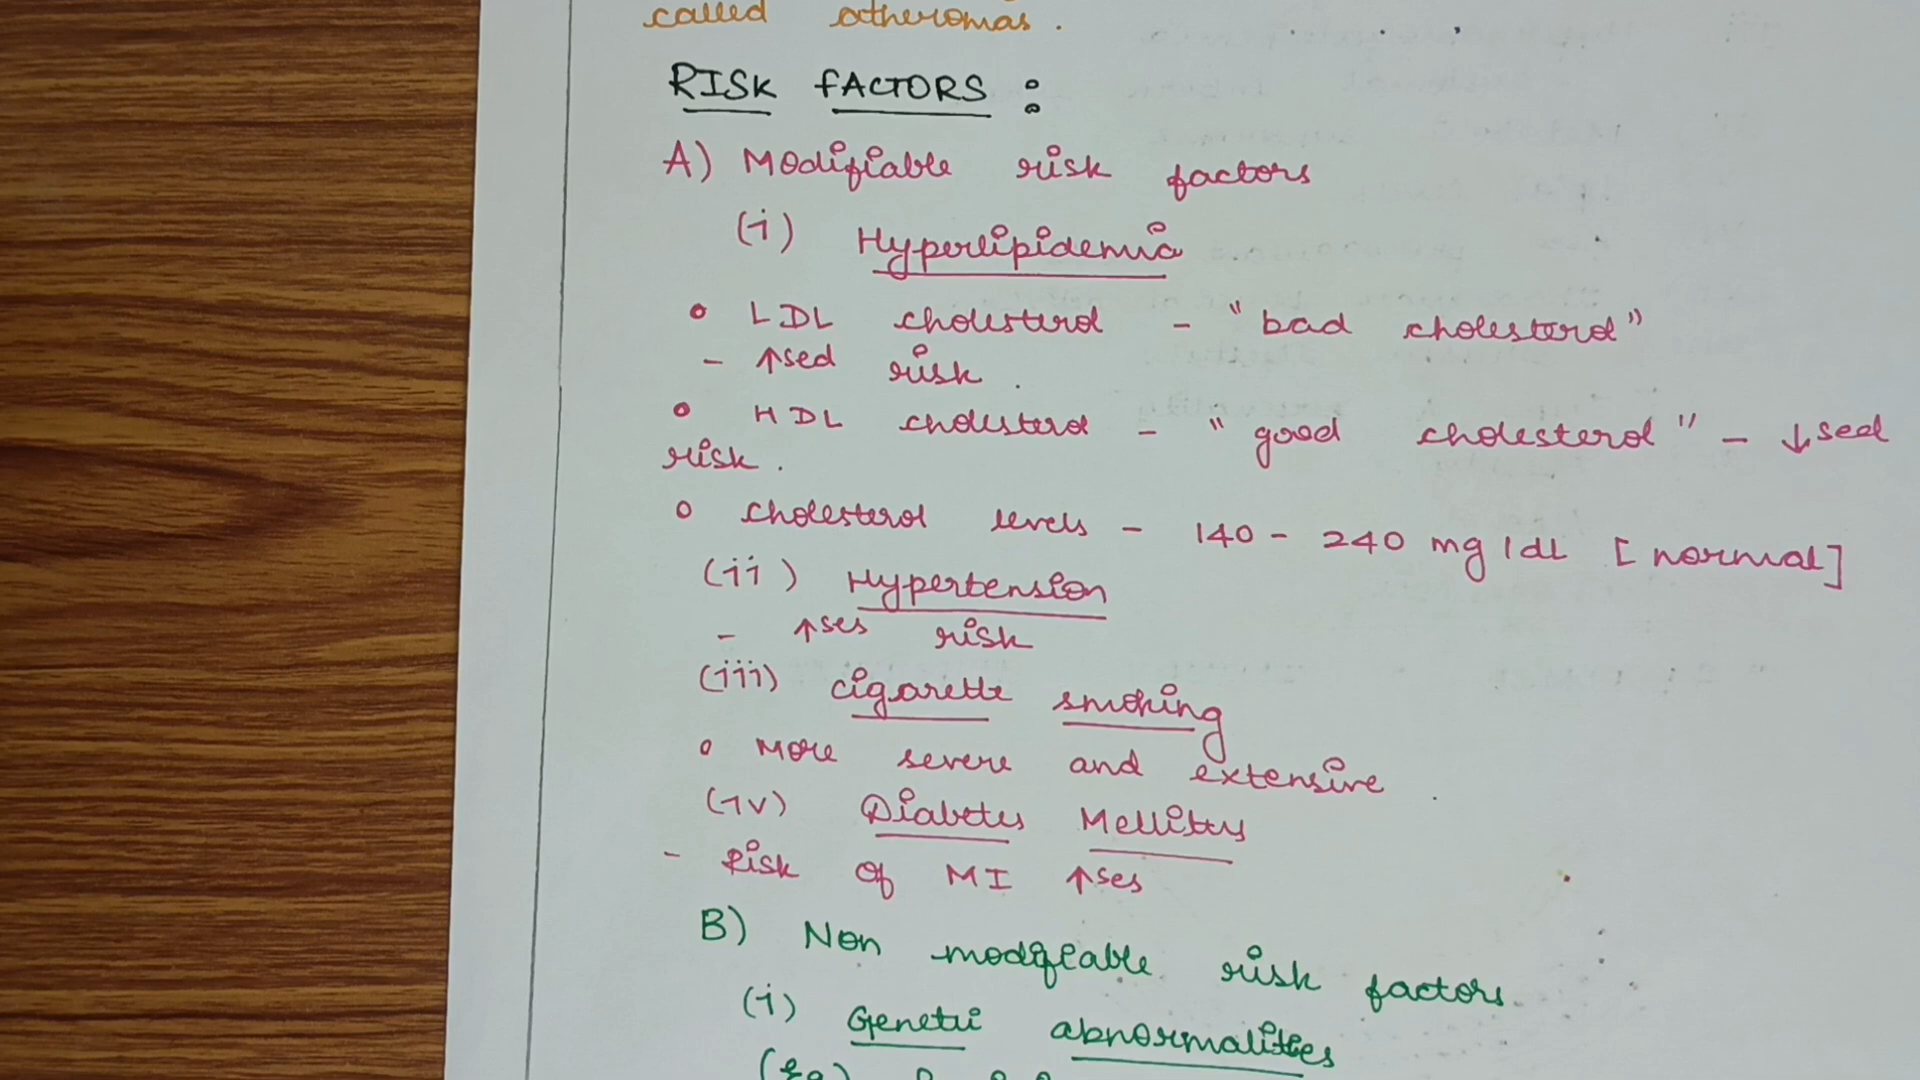 called atheromas.
RISK FACTORS :
A) Modifiable risk factors
(i) Hyperlipidemia
• LDL cholesterol - "bad cholesterol"
- ↑sed risk.
• HDL cholesterol - "good cholesterol" - ↓sed
risk.
• cholesterol levels - 140 - 240 mg/dL [normal]
(ii) Hypertension
- ↑ses risk
(iii) cigarette smoking
• More severe and extensive.
(iv) Diabetes Mellitus
- Risk of MI ↑ses
B) Non modifiable risk factors.
(i) Genetic abnormalities
(Eg)